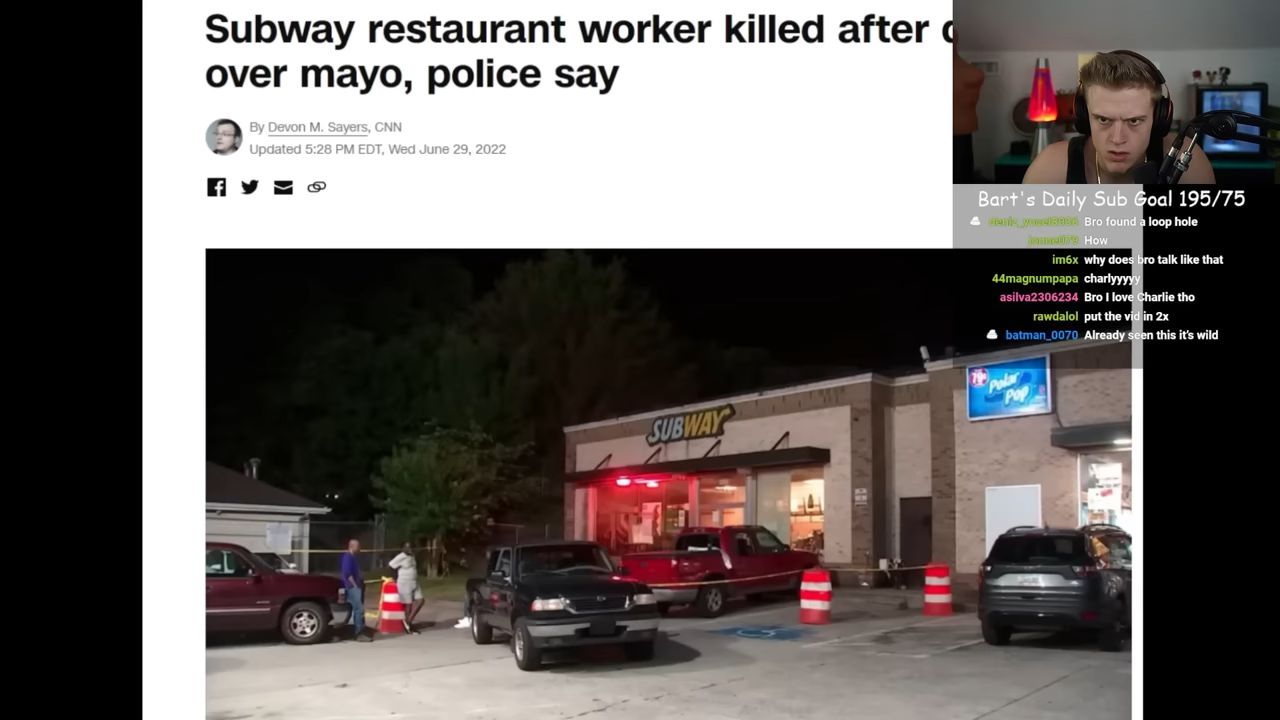 Subway restaurant worker killed after
over mayo, police say
By Devon M. Sayers, CNN
Updated 5:28 PM EDT, Wed June 29, 2022
Bart's Daily Sub Goal 195/75
Bro found a loop hole
How
im6x why does bro talk like that
44magnumpapa charlyyyyy
asilva2306234 Bro I love Charlie tho
rawdalol put the vid in 2x
batman_0070 Already seen this it's wild
SUBWAY
79¢
Polar
Pop